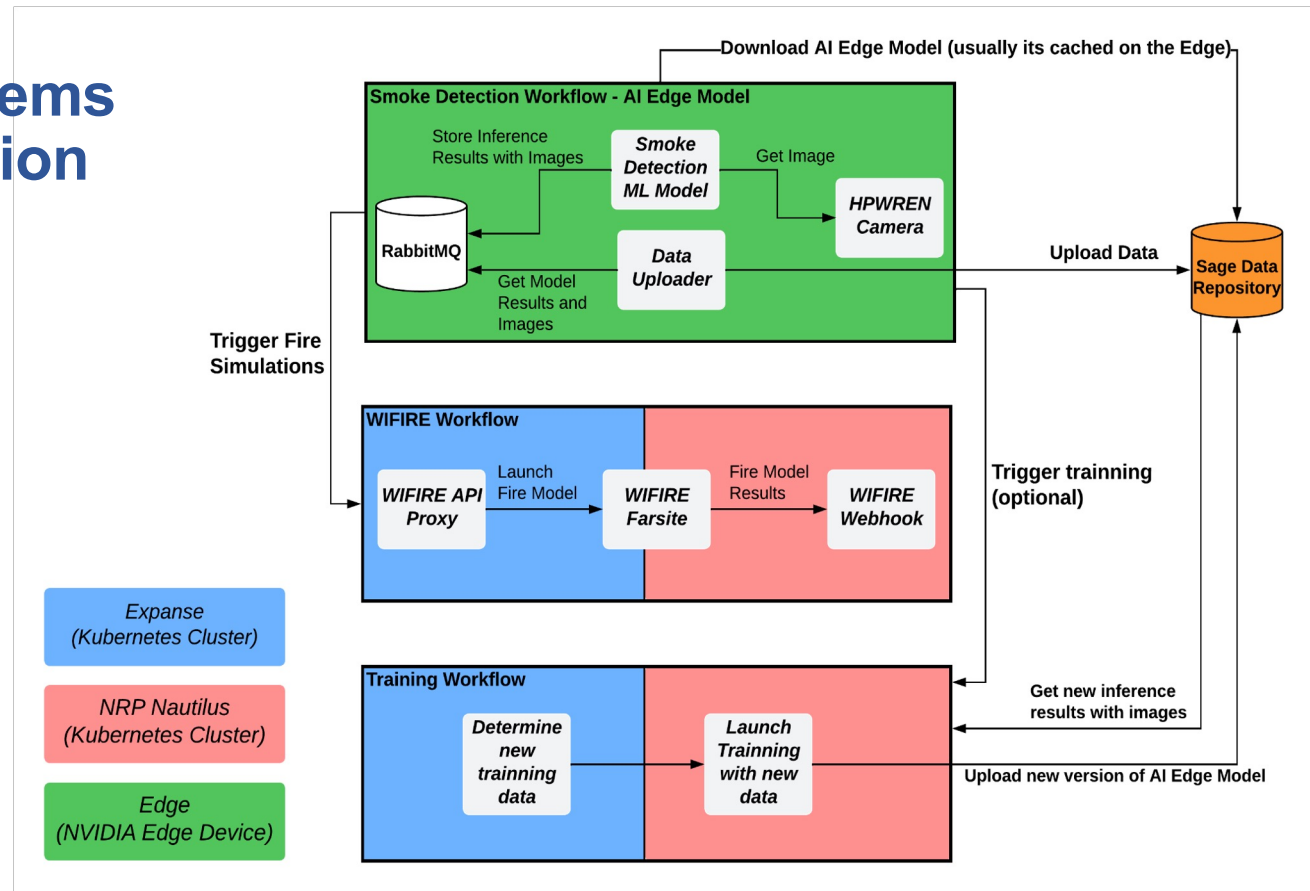 ems
ion
Download AI Edge Model (usually its cached on the Edge)
Smoke Detection Workflow - AI Edge Model
Store Inference
Results with Images
Smoke
Detection
ML Model
Get Image
HPWREN
Camera
RabbitMQ
Data
Uploader
Get Model
Results and
Images
Upload Data
Sage Data
Repository
Trigger Fire
Simulations
WIFIRE Workflow
WIFIRE API
Proxy
Launch
Fire Model
WIFIRE
Farsite
Fire Model
Results
WIFIRE
Webhook
Trigger trainning
(optional)
Expanse
(Kubernetes Cluster)
NRP Nautilus
(Kubernetes Cluster)
Edge
(NVIDIA Edge Device)
Training Workflow
Determine
new
trainning
data
Launch
Trainning
with new
data
Get new inference
results with images
Upload new version of AI Edge Model